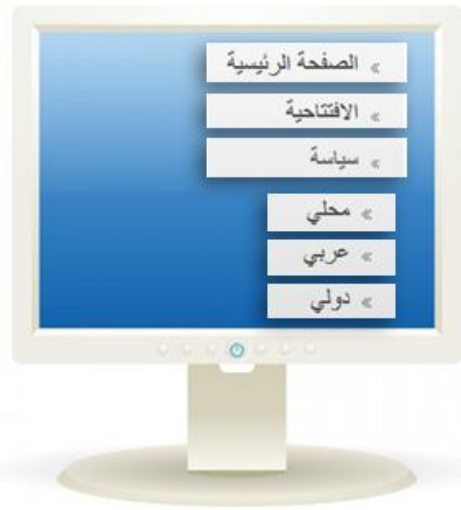 » الصفحة الرئيسية
» الافتتاحية
» سياسة
» محلي
» عربي
» دولي